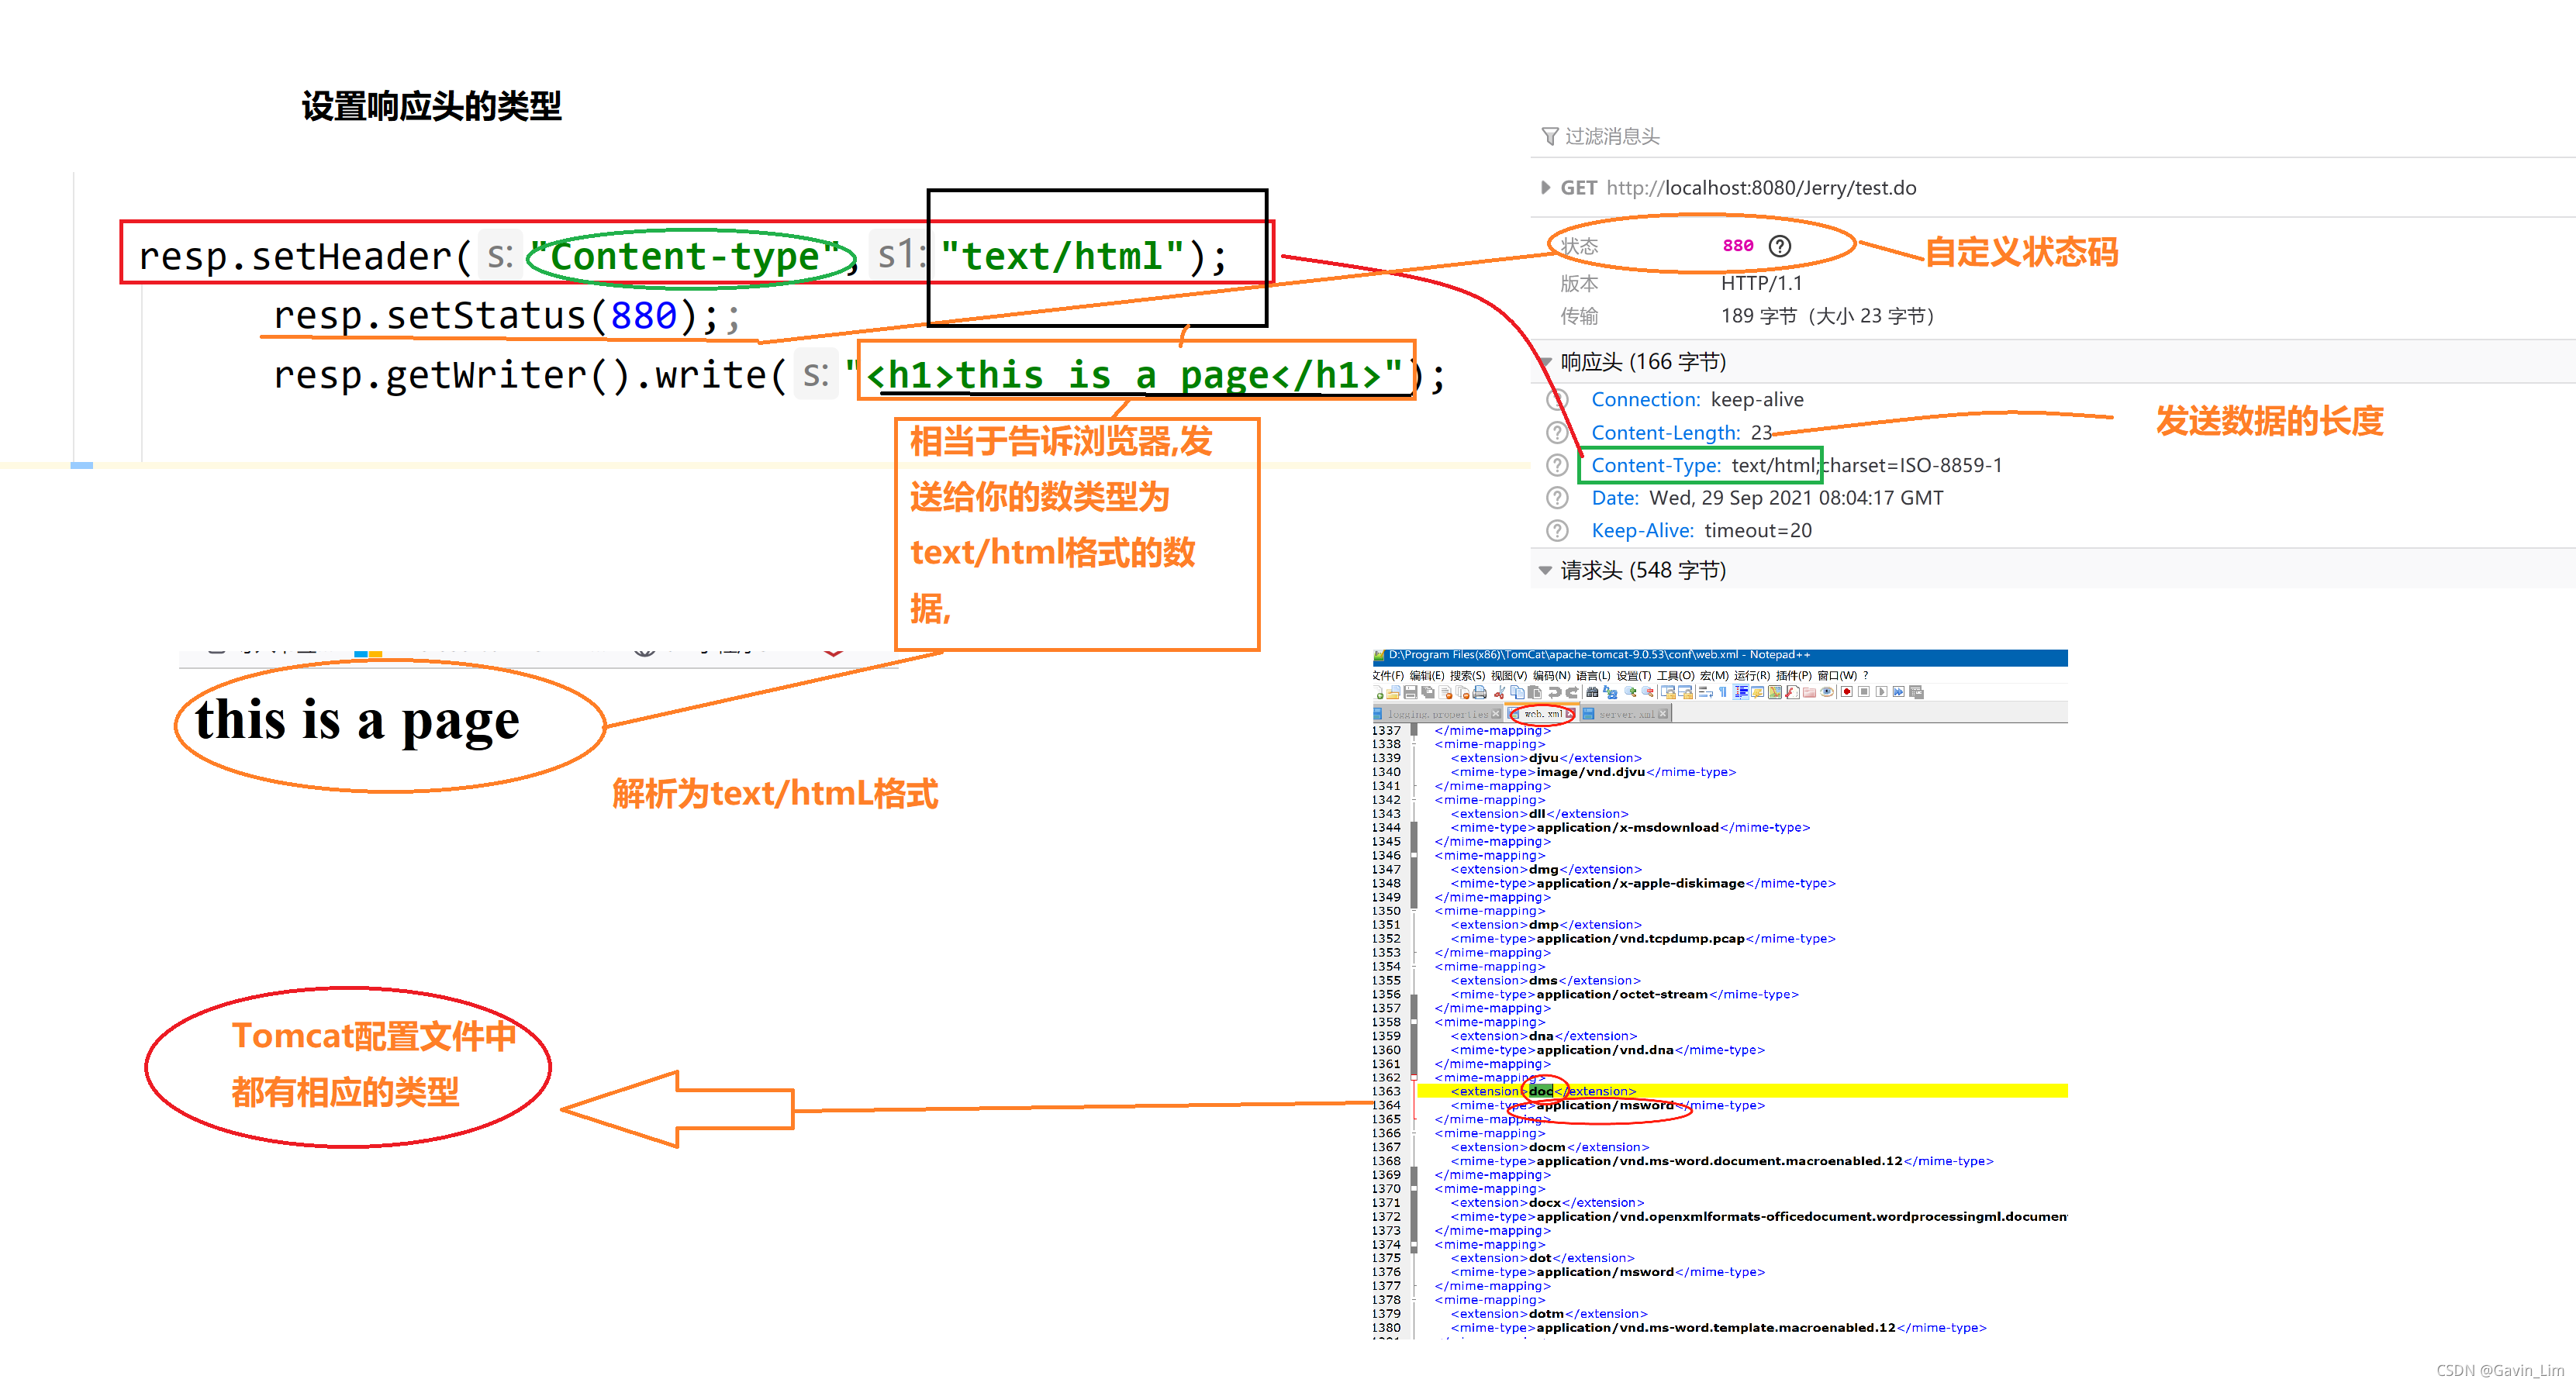 设置响应头的类型
resp.setHeader( s: "Content-type", s1: "text/html");
resp.setStatus(880);;
resp.getWriter().write( s: "<h1>this is a page</h1>");
相当于告诉浏览器,发
送给你的数类型为
text/html格式的数
据,
过滤消息头
GET http://localhost:8080/Jerry/test.do
状态 880
自定义状态码
版本 HTTP/1.1
传输 189 字节 (大小 23 字节)
响应头 (166 字节)
Connection: keep-alive
Content-Length: 23
发送数据的长度
Content-Type: text/html;charset=ISO-8859-1
Date: Wed, 29 Sep 2021 08:04:17 GMT
Keep-Alive: timeout=20
请求头 (548 字节)
this is a page
解析为text/htmL格式
Tomcat配置文件中
都有相应的类型
D:\Program Files(x86)\TomCat\apache-tomcat-9.0.53\conf\web.xml - Notepad++
文件(F) 编辑(E) 搜索(S) 视图(V) 编码(N) 语言(L) 设置(T) 工具(O) 宏(M) 运行(R) 插件(P) 窗口(W) ?
logging.properties web.xml server.xml
1337 </mime-mapping>
1338 <mime-mapping>
1339 <extension>djvu</extension>
1340 <mime-type>image/vnd.djvu</mime-type>
1341 </mime-mapping>
1342 <mime-mapping>
1343 <extension>dll</extension>
1344 <mime-type>application/x-msdownload</mime-type>
1345 </mime-mapping>
1346 <mime-mapping>
1347 <extension>dmg</extension>
1348 <mime-type>application/x-apple-diskimage</mime-type>
1349 </mime-mapping>
1350 <mime-mapping>
1351 <extension>dmp</extension>
1352 <mime-type>application/vnd.tcpdump.pcap</mime-type>
1353 </mime-mapping>
1354 <mime-mapping>
1355 <extension>dms</extension>
1356 <mime-type>application/octet-stream</mime-type>
1357 </mime-mapping>
1358 <mime-mapping>
1359 <extension>dna</extension>
1360 <mime-type>application/vnd.dna</mime-type>
1361 </mime-mapping>
1362 <mime-mapping>
1363 <extension>doc</extension>
1364 <mime-type>application/msword</mime-type>
1365 </mime-mapping>
1366 <mime-mapping>
1367 <extension>docm</extension>
1368 <mime-type>application/vnd.ms-word.document.macroenabled.12</mime-type>
1369 </mime-mapping>
1370 <mime-mapping>
1371 <extension>docx</extension>
1372 <mime-type>application/vnd.openxmlformats-officedocument.wordprocessingml.documen
1373 </mime-mapping>
1374 <mime-mapping>
1375 <extension>dot</extension>
1376 <mime-type>application/msword</mime-type>
1377 </mime-mapping>
1378 <mime-mapping>
1379 <extension>dotm</extension>
1380 <mime-type>application/vnd.ms-word.template.macroenabled.12</mime-type>
CSDN @Gavin_Lim